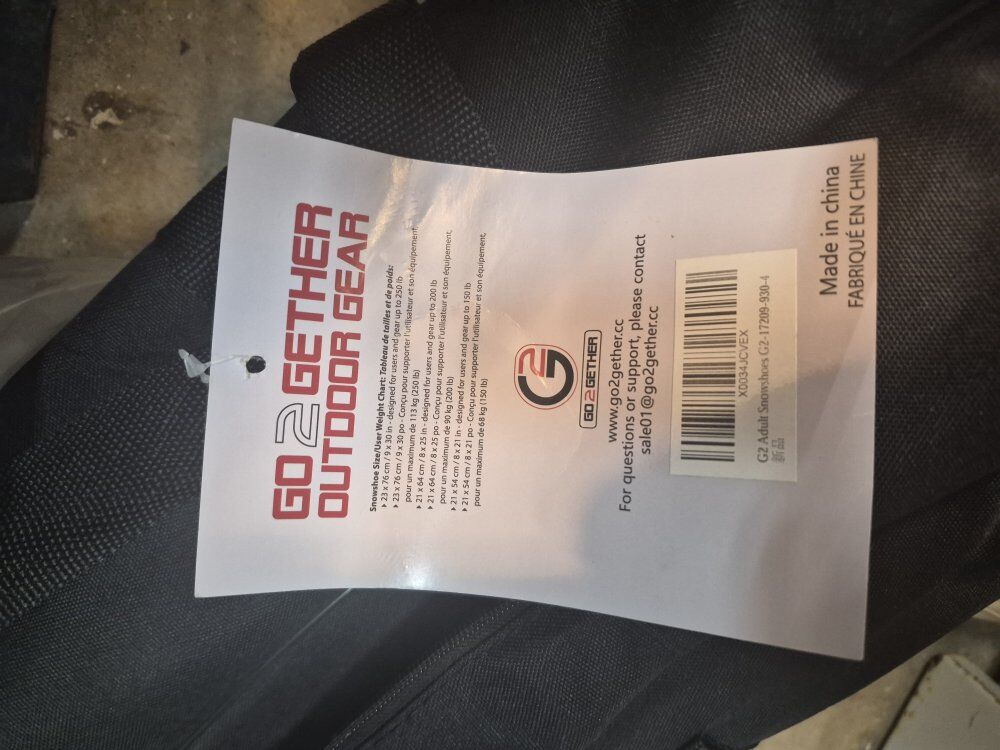 GO 2 GETHER
OUTDOOR GEAR
Snowshoe Size/User Weight Chart: Tableau de tailles et de poids:
▸ 23 x 76 cm / 9 x 30 in - designed for users and gear up to 250 lb
▸ 23 x 76 cm / 9 x 30 po - Conçu pour supporter l'utilisateur et son équipement,
pour un maximum de 113 kg (250 lb)
▸ 21 x 64 cm / 8 x 25 in - designed for users and gear up to 200 lb
▸ 21 x 64 cm / 8 x 25 po - Conçu pour supporter l'utilisateur et son équipement,
pour un maximum de 90 kg (200 lb)
▸ 21 x 54 cm / 8 x 21 in - designed for users and gear up to 150 lb
▸ 21 x 54 cm / 8 x 21 po - Conçu pour supporter l'utilisateur et son équipement,
pour un maximum de 68 kg (150 lb)
G2
GO 2 GETHER
www.go2gether.cc
For questions or support, please contact
sale01@go2gether.cc
X0034JCVEX
G2 Adult Snowshoes G2-17209-930-4
新品
Made in china
FABRIQUÉ EN CHINE